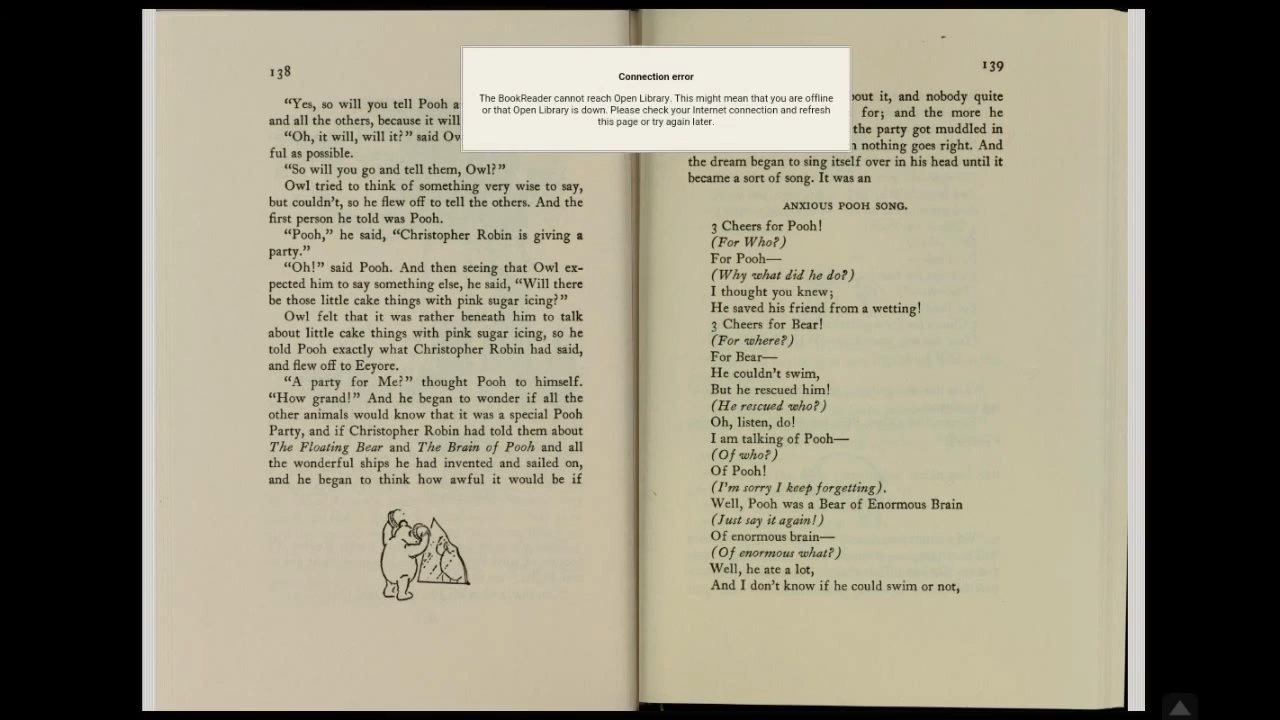 138
"Yes, so will you tell Pooh
and all the others, because it will
"Oh, it will, will it?" said
ful as possible.
"So will you go and tell them, Owl?"
Owl tried to think of something very wise to say,
but couldn't, so he flew off to tell the others. And the
first person he told was Pooh.
"Pooh," he said, "Christopher Robin is giving a
party."
"Oh!" said Pooh. And then seeing that Owl ex-
pected him to say something else, he said, "Will there
be those little cake things with pink sugar icing?"
Owl felt that it was rather beneath him to talk
about little cake things with pink sugar icing, so he
told Pooh exactly what Christopher Robin had said,
and flew off to Eeyore.
"A party for Me?" thought Pooh to himself.
"How grand!" And he began to wonder if all the
other animals would know that it was a special Pooh
Party, and if Christopher Robin had told them about
The Floating Bear and The Brain of Pooh and all
the wonderful ships he had invented and sailed on,
and he began to think how awful it would be if
Connection error
The BookReader cannot reach Open Library. This might mean that you are offline
or that Open Library is down. Please check your Internet connection and refresh
this page or try again later.
139
it, and nobody quite
for; and the more he
the party got muddled in
nothing goes right. And
the dream began to sing itself over in his head until it
became a sort of song. It was an
ANXIOUS POOH SONG.
3 Cheers for Pooh!
(For Who?)
For Pooh—
(Why what did he do?)
I thought you knew;
He saved his friend from a wetting!
3 Cheers for Bear!
(For where?)
For Bear—
He couldn't swim,
But he rescued him!
(He rescued who?)
Oh, listen, do!
I am talking of Pooh—
(Of who?)
Of Pooh!
(I'm sorry I keep forgetting).
Well, Pooh was a Bear of Enormous Brain
(Just say it again!)
Of enormous brain—
(Of enormous what?)
Well, he ate a lot,
And I don't know if he could swim or not,